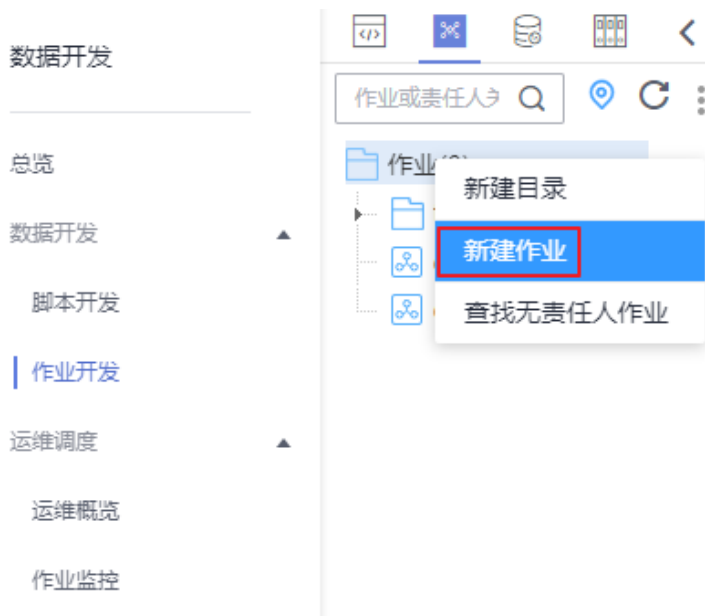 数据开发
总览
数据开发
脚本开发
作业开发
运维调度
运维概览
作业监控
</>
作业或责任人
作业
新建目录
新建作业
查找无责任人作业